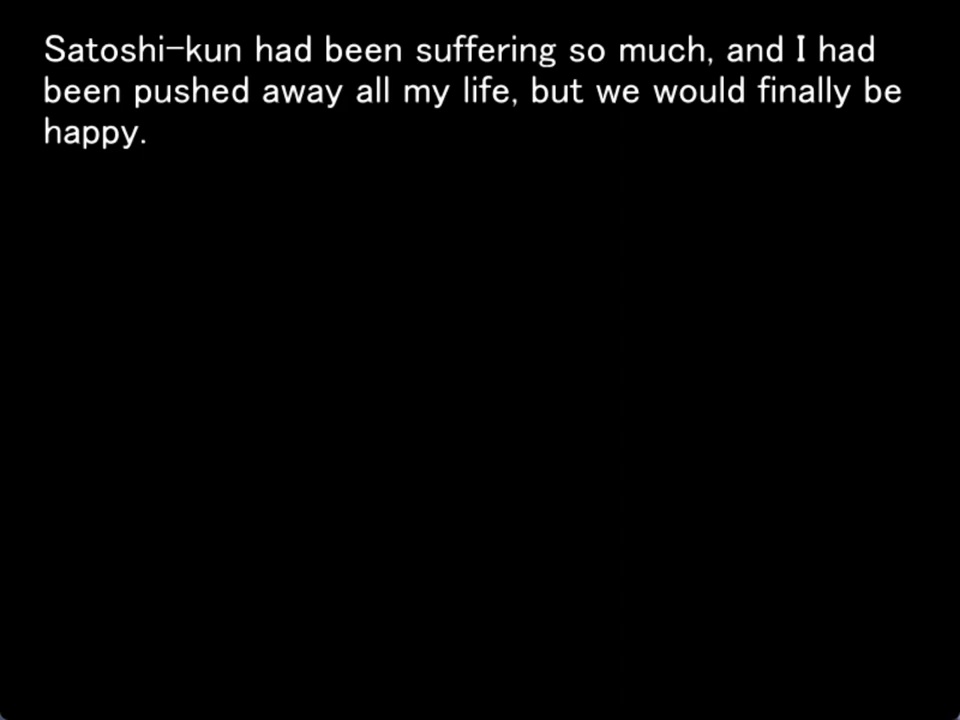 Satoshi-kun had been suffering so much, and I had
been pushed away all my life, but we would finally be
happy.